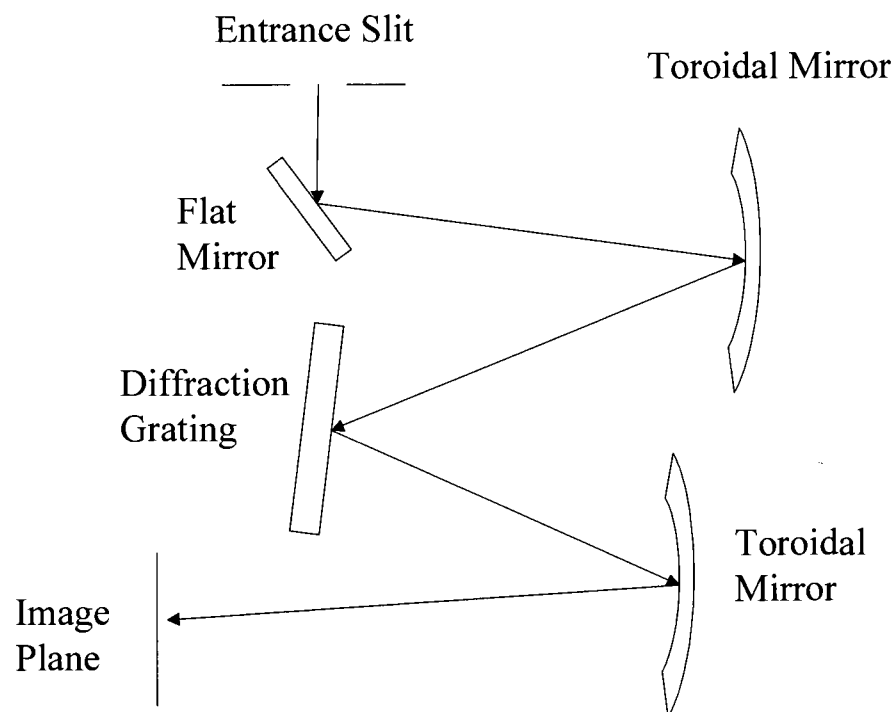 Entrance Slit
Toroidal Mirror
Flat
Mirror
Diffraction
Grating
Toroidal
Mirror
Image
Plane